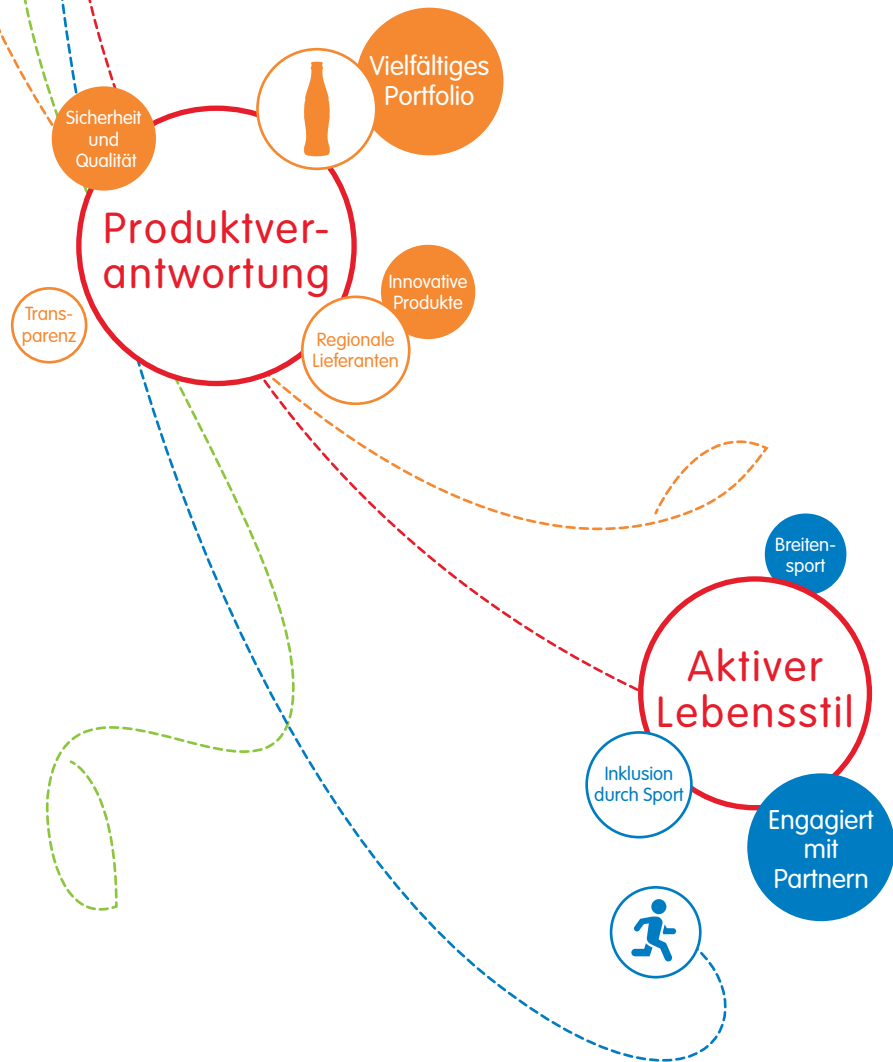 Vielfältiges
Portfolio
Sicherheit
und
Qualität
Produktver-
antwortung
Innovative
Produkte
Trans-
parenz
Regionale
Lieferanten
Breiten-
sport
Aktiver
Lebensstil
Inklusion
durch Sport
Engagiert
mit
Partnern